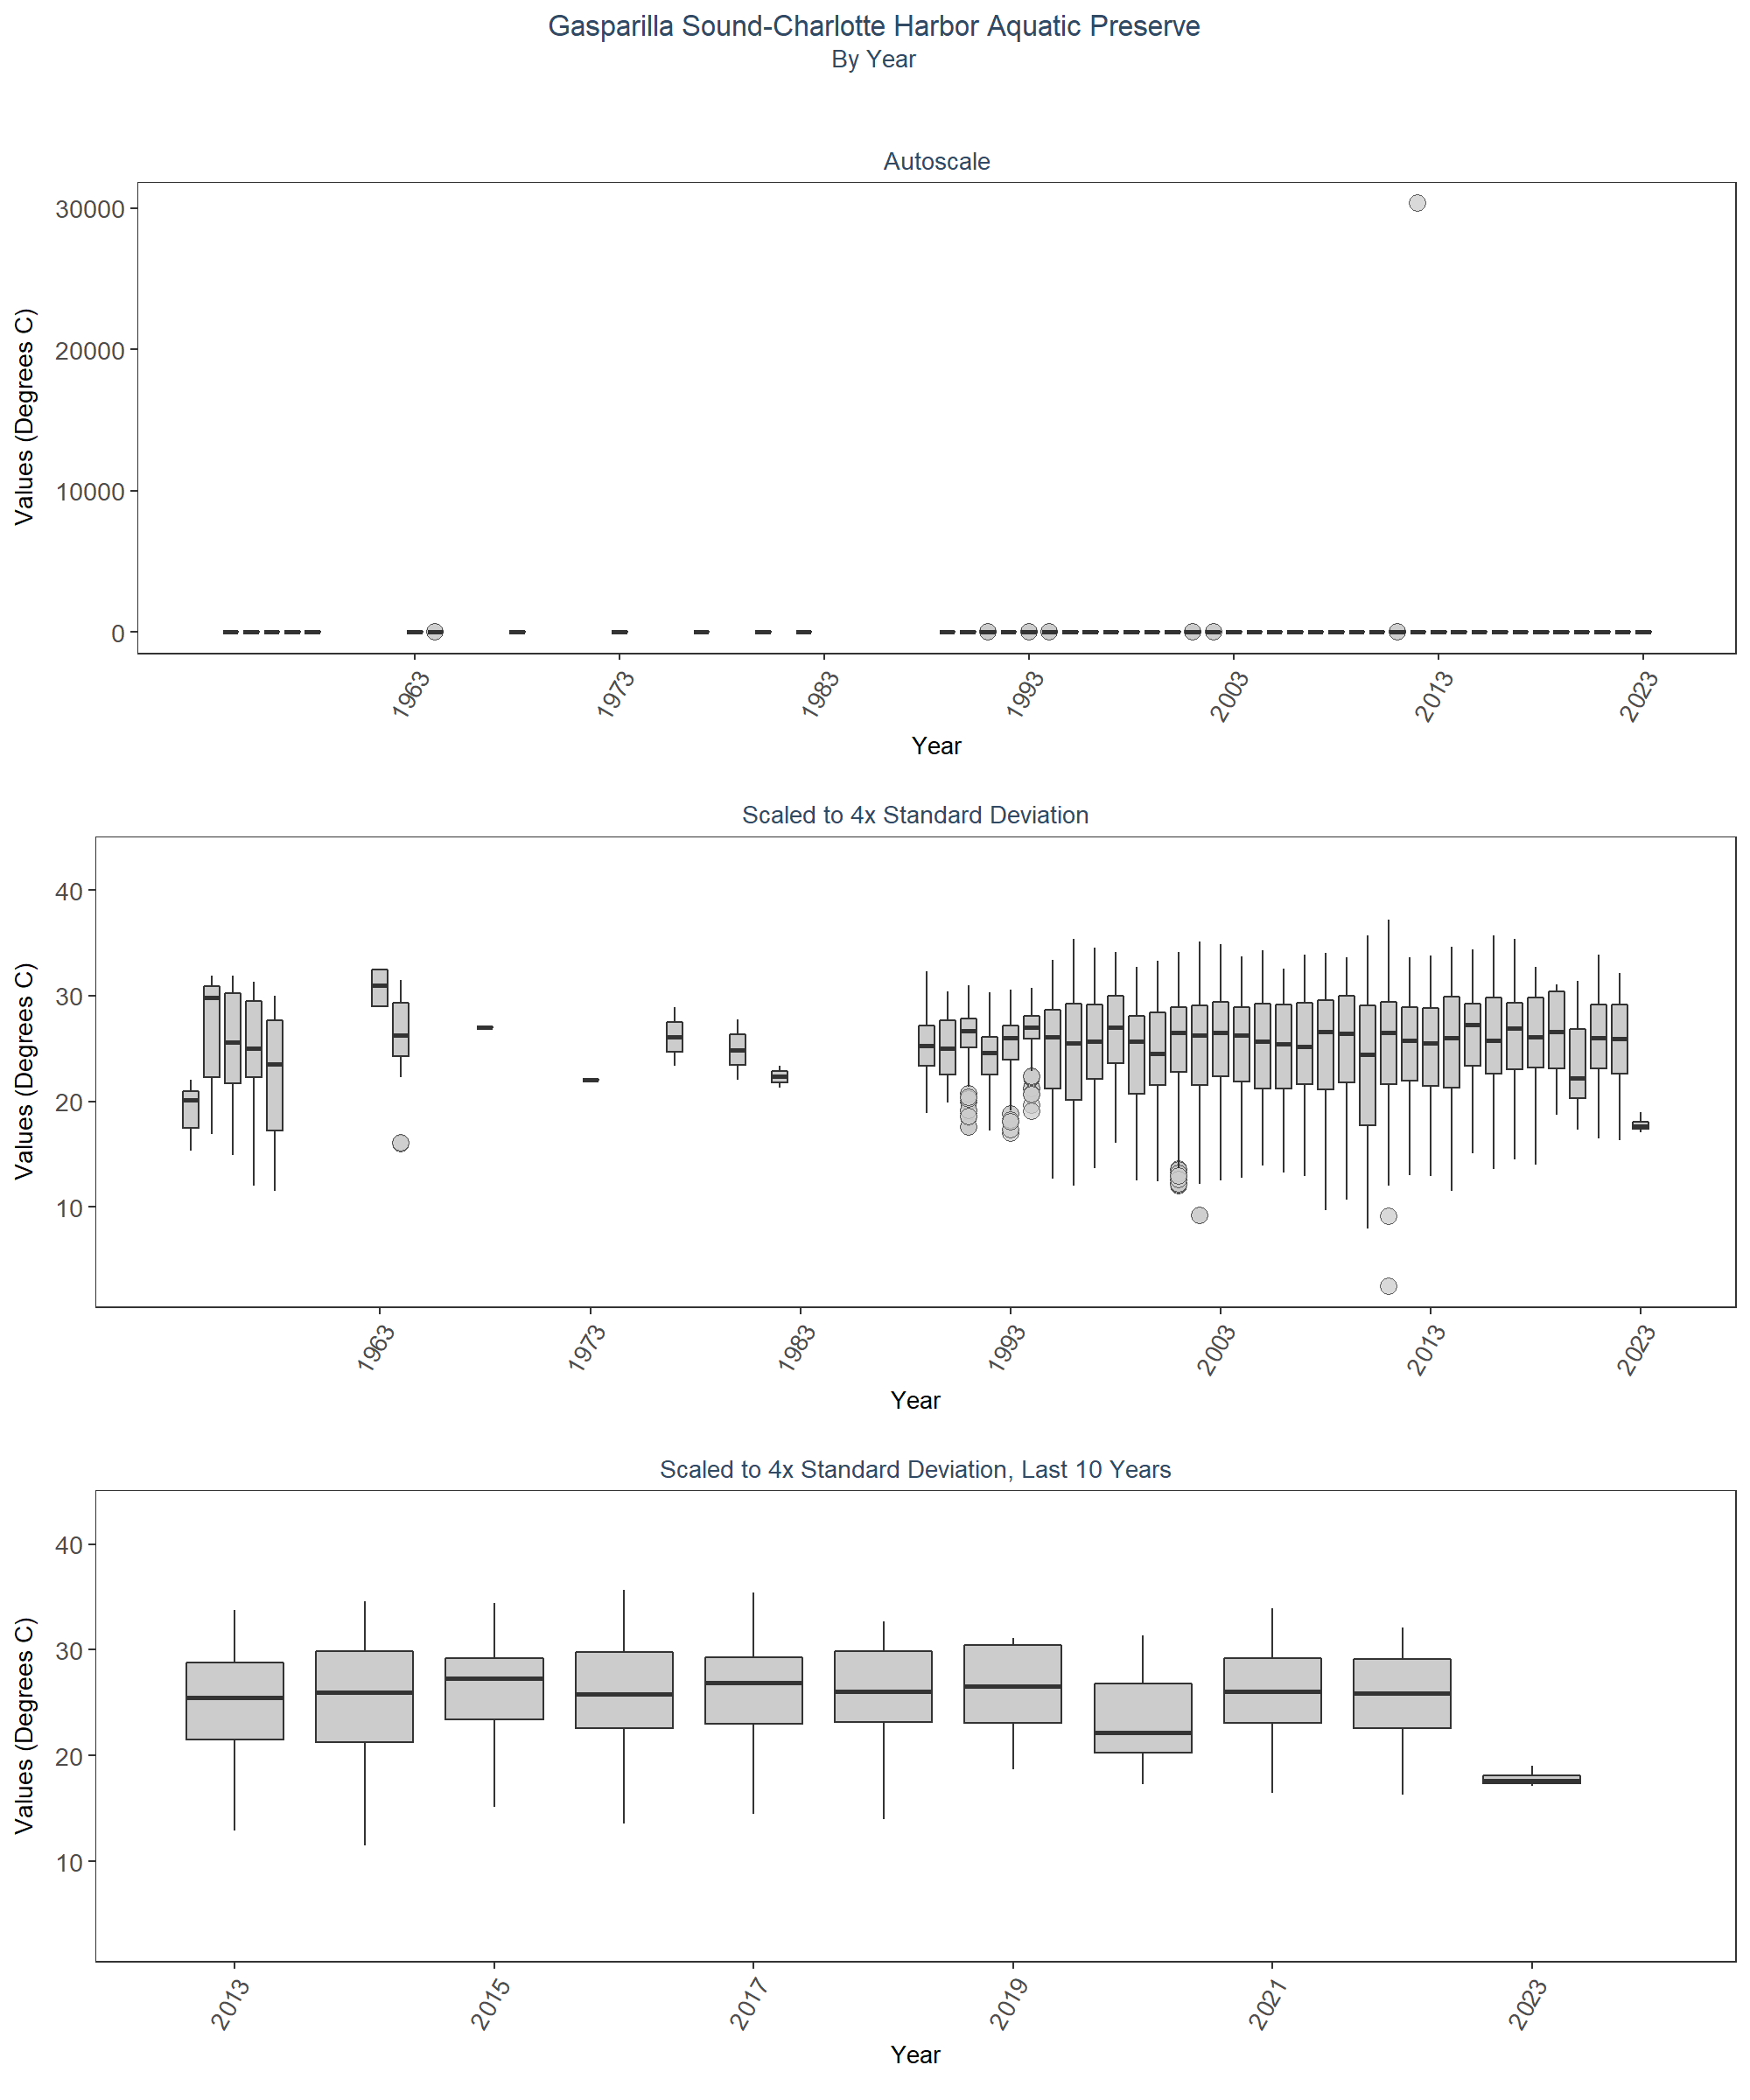 Gasparilla Sound-Charlotte Harbor Aquatic Preserve
By Year
Autoscale
Values (Degrees C)
30000
20000
10000
0
1963
1973
1983
1993
2003
2013
2023
Year
Scaled to 4x Standard Deviation
Values (Degrees C)
40
30
20
10
1963
1973
1983
1993
2003
2013
2023
Year
Scaled to 4x Standard Deviation, Last 10 Years
Values (Degrees C)
40
30
20
10
2013
2015
2017
2019
2021
2023
Year